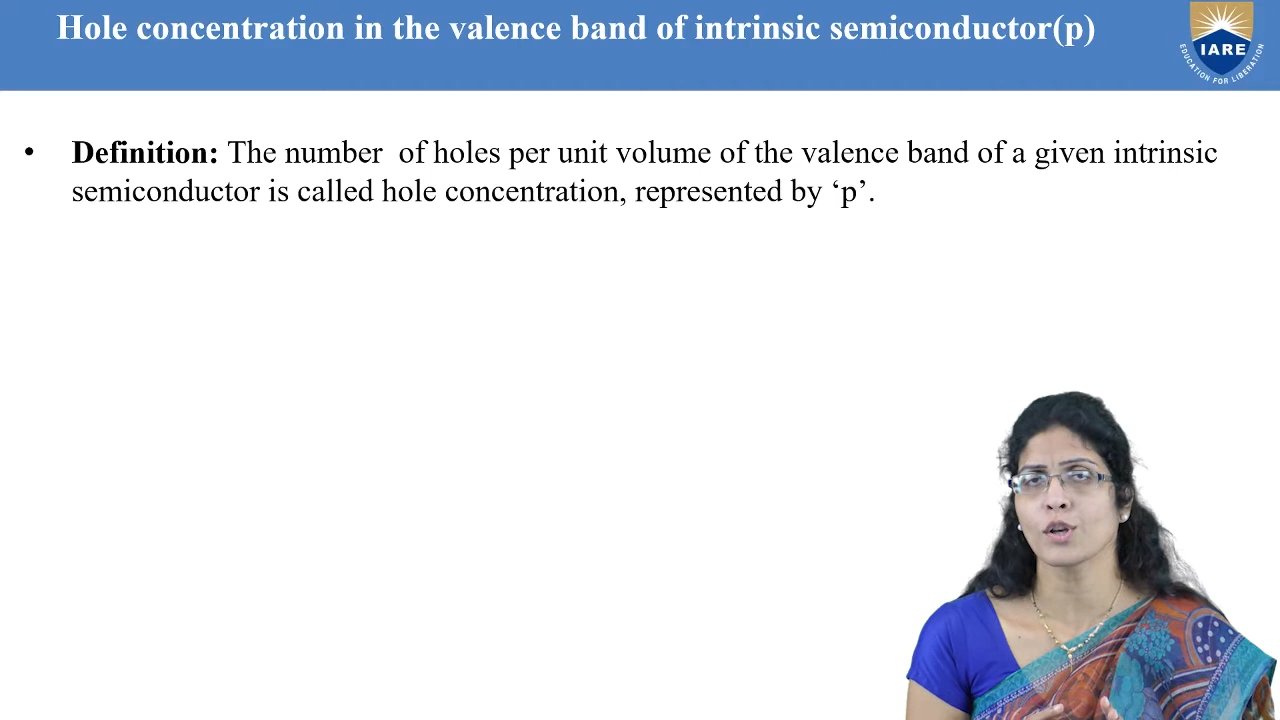 Hole concentration in the valence band of intrinsic semiconductor(p)
IARE
EDUCATION FOR LIBERATION
• Definition: The number  of holes per unit volume of the valence band of a given intrinsic
semiconductor is called hole concentration, represented by ‘p’.